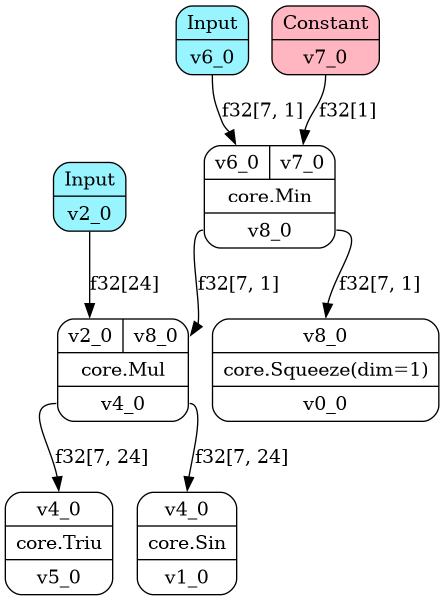 Input
v6_0
Constant
v7_0
f32[7, 1]
f32[1]
v6_0
v7_0
core.Min
v8_0
Input
v2_0
f32[24]
f32[7, 1]
f32[7, 1]
v2_0
v8_0
core.Mul
v4_0
v8_0
core.Squeeze(dim=1)
v0_0
f32[7, 24]
f32[7, 24]
v4_0
core.Triu
v5_0
v4_0
core.Sin
v1_0